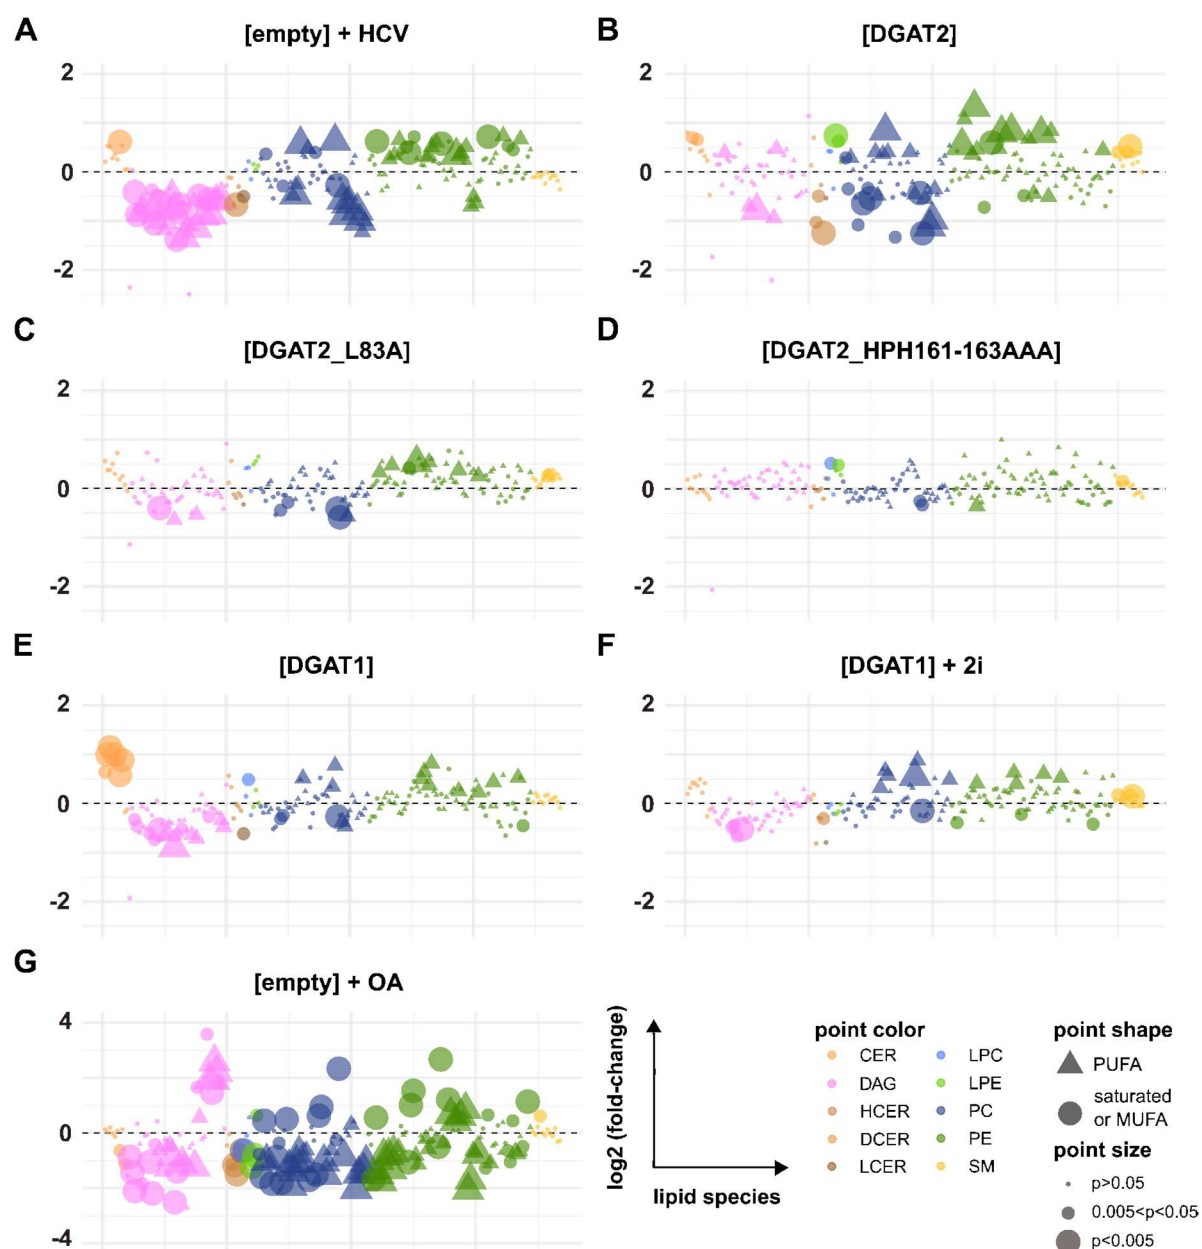 A
[empty] + HCV
2
0
-2
B
[DGAT2]
2
0
-2
C
[DGAT2_L83A]
2
0
-2
D
[DGAT2_HPH161-163AAA]
2
0
-2
E
[DGAT1]
2
0
-2
F
[DGAT1] + 2i
2
0
-2
G
[empty] + OA
4
2
0
-2
-4
log2 (fold-change)
lipid species
point color
CER
DAG
HCER
DCER
LCER
LPC
LPE
PC
PE
SM
point shape
PUFA
saturated
or MUFA
point size
p>0.05
0.005<p<0.05
p<0.005